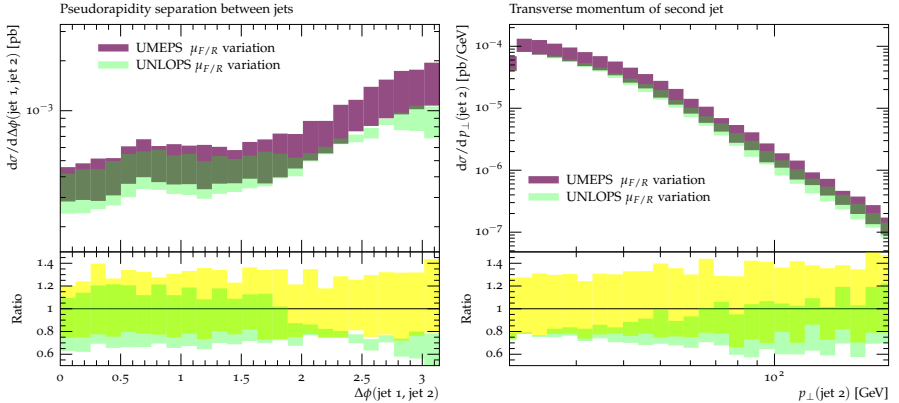 Pseudorapidity separation between jets
dσ/dΔϕ(jet 1, jet 2) [pb]
UMEPS μF/R variation
UNLOPS μF/R variation
10⁻³
Ratio
1.4
1.2
1
0.8
0.6
0 0.5 1 1.5 2 2.5 3
Δϕ(jet 1, jet 2)
Transverse momentum of second jet
dσ/dp⊥(jet 2) [pb/GeV]
10⁻⁴
10⁻⁵
10⁻⁶
10⁻⁷
UMEPS μF/R variation
UNLOPS μF/R variation
Ratio
1.4
1.2
1
0.8
0.6
10²
p⊥(jet 2) [GeV]